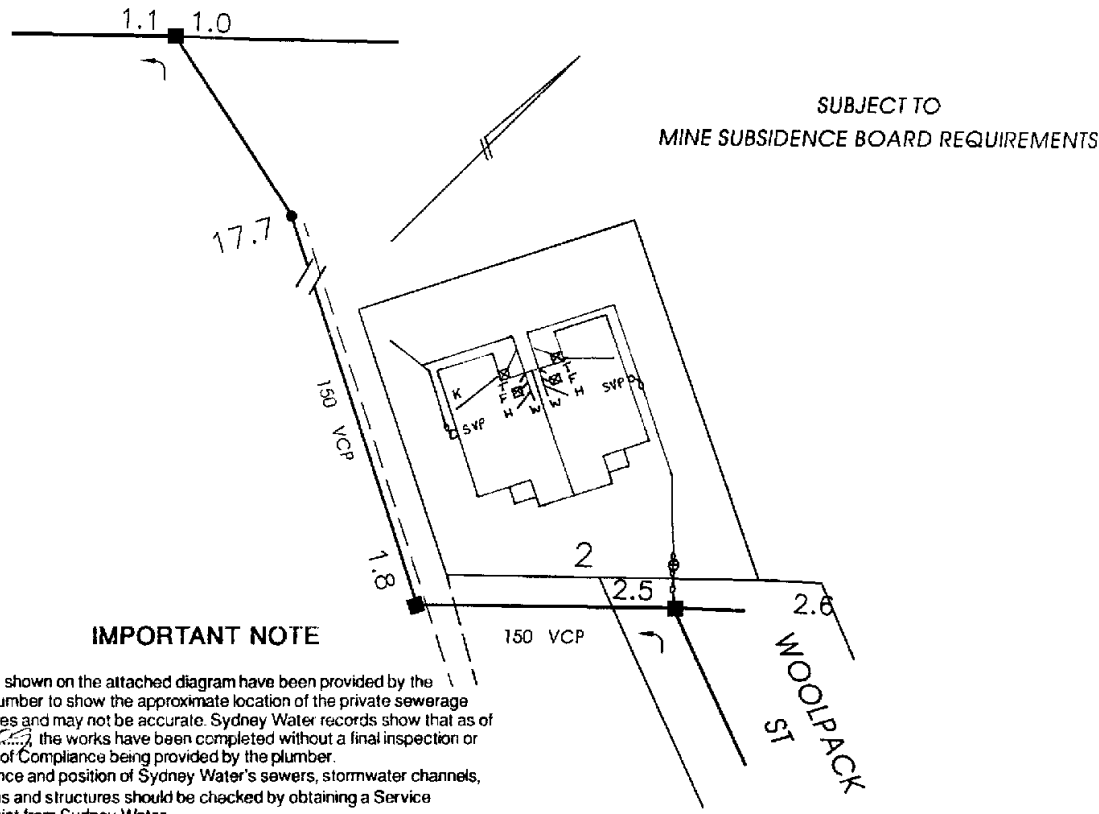 1.1 1.0
SUBJECT TO
MINE SUBSIDENCE BOARD REQUIREMENTS
17.7
150 VCP
K
T
F
H
W
W
T
F
H
SVP
SVP
1.8
2
2.5
2.6
150 VCP
WOOLPACK
ST
IMPORTANT NOTE
shown on the attached diagram have been provided by the
umber to show the approximate location of the private sewerage
es and may not be accurate. Sydney Water records show that as of
the works have been completed without a final inspection or
of Compliance being provided by the plumber.
nce and position of Sydney Water's sewers, stormwater channels,
s and structures should be checked by obtaining a Service
from Sydney Water